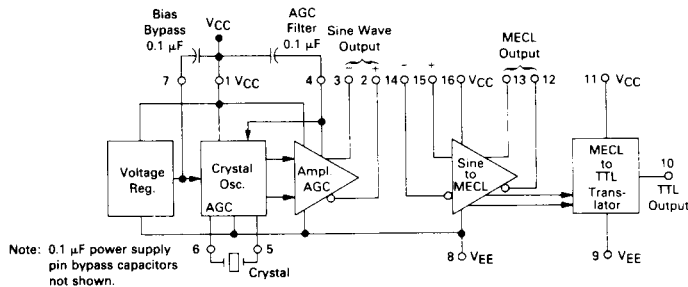 Bias
Bypass
0.1 µF
VCC
AGC
Filter
0.1 µF
Sine Wave
Output
MECL
Output
7
1 VCC
4
3
2
+
14
-
15
+
16
VCC
13
12
11
VCC
Voltage
Reg.
Crystal
Osc.
AGC
Ampl.
AGC
Sine
to
MECL
MECL
to
TTL
Trans-
lator
10
TTL
Output
6
5
Crystal
8
VEE
9
VEE
Note: 0.1 µF power supply
pin bypass capacitors
not shown.